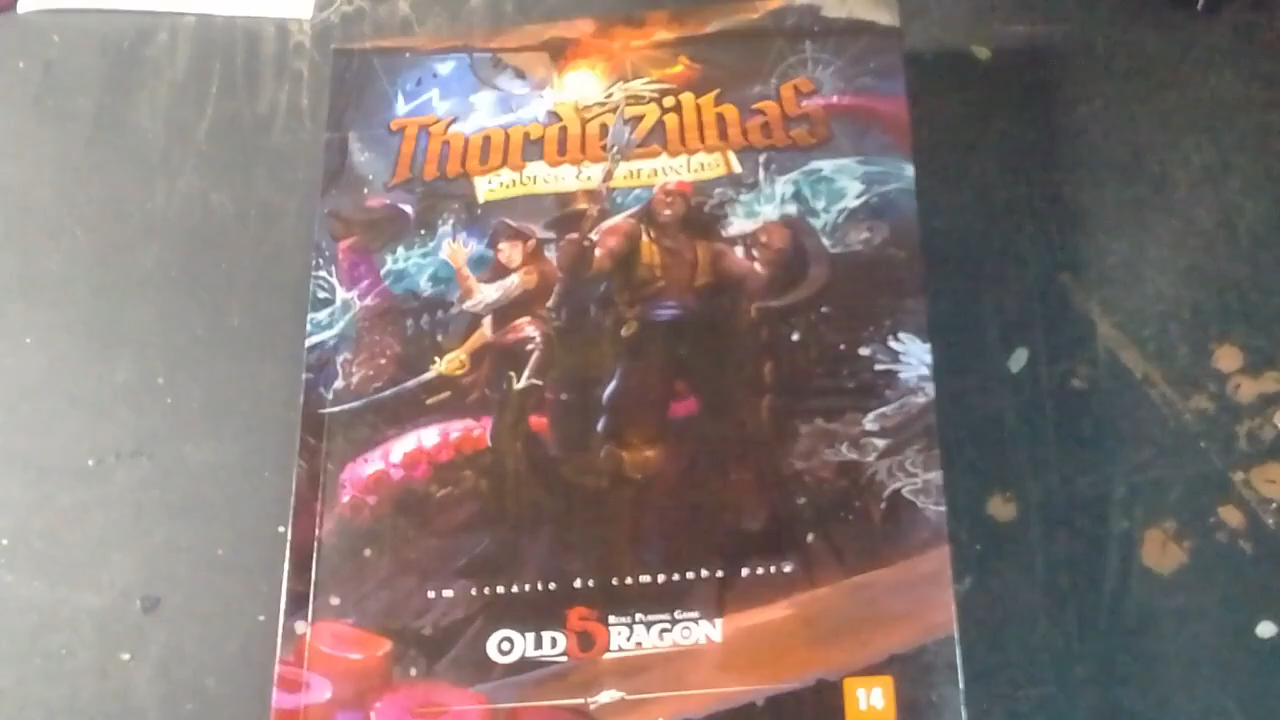 Thordezilhas
Sabres & Caravelas
um cenário de campanha para
ROLE PLAYING GAME
OLD DRAGON
14